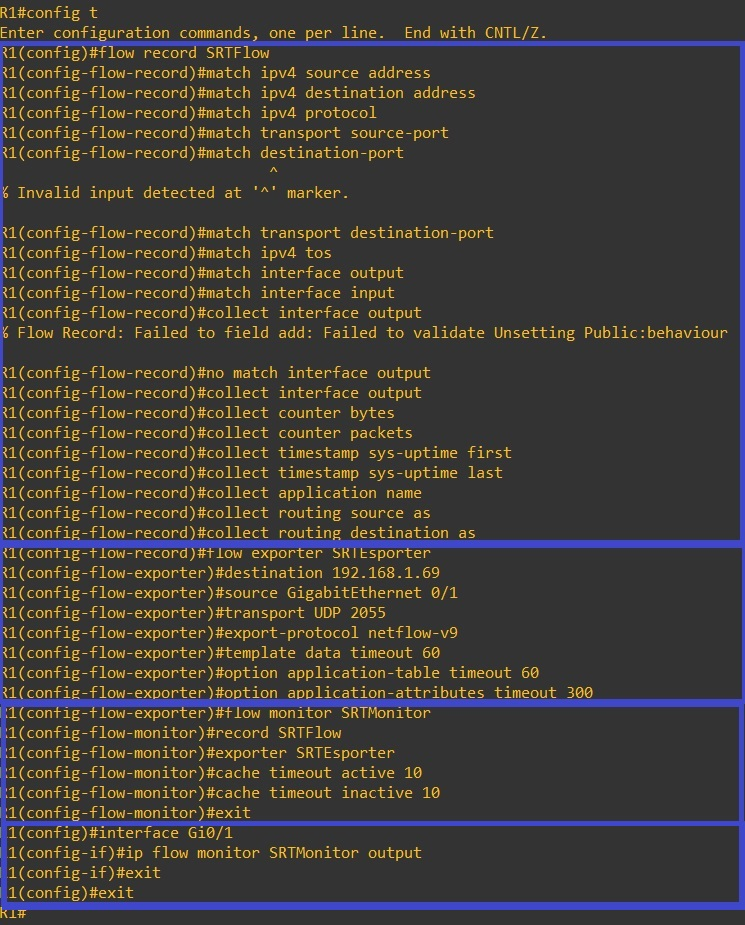 R1#config t
Enter configuration commands, one per line.  End with CNTL/Z.
R1(config)#flow record SRTFlow
R1(config-flow-record)#match ipv4 source address
R1(config-flow-record)#match ipv4 destination address
R1(config-flow-record)#match ipv4 protocol
R1(config-flow-record)#match transport source-port
R1(config-flow-record)#match destination-port
^
% Invalid input detected at '^' marker.
R1(config-flow-record)#match transport destination-port
R1(config-flow-record)#match ipv4 tos
R1(config-flow-record)#match interface output
R1(config-flow-record)#match interface input
R1(config-flow-record)#collect interface output
% Flow Record: Failed to field add: Failed to validate Unsetting Public:behaviour
R1(config-flow-record)#no match interface output
R1(config-flow-record)#collect interface output
R1(config-flow-record)#collect counter bytes
R1(config-flow-record)#collect counter packets
R1(config-flow-record)#collect timestamp sys-uptime first
R1(config-flow-record)#collect timestamp sys-uptime last
R1(config-flow-record)#collect application name
R1(config-flow-record)#collect routing source as
R1(config-flow-record)#collect routing destination as
R1(config-flow-record)#flow exporter SRTEsporter
R1(config-flow-exporter)#destination 192.168.1.69
R1(config-flow-exporter)#source GigabitEthernet 0/1
R1(config-flow-exporter)#transport UDP 2055
R1(config-flow-exporter)#export-protocol netflow-v9
R1(config-flow-exporter)#template data timeout 60
R1(config-flow-exporter)#option application-table timeout 60
R1(config-flow-exporter)#option application-attributes timeout 300
R1(config-flow-exporter)#flow monitor SRTMonitor
R1(config-flow-monitor)#record SRTFlow
R1(config-flow-monitor)#exporter SRTEsporter
R1(config-flow-monitor)#cache timeout active 10
R1(config-flow-monitor)#cache timeout inactive 10
R1(config-flow-monitor)#exit
R1(config)#interface Gi0/1
R1(config-if)#ip flow monitor SRTMonitor output
R1(config-if)#exit
R1(config)#exit
R1#